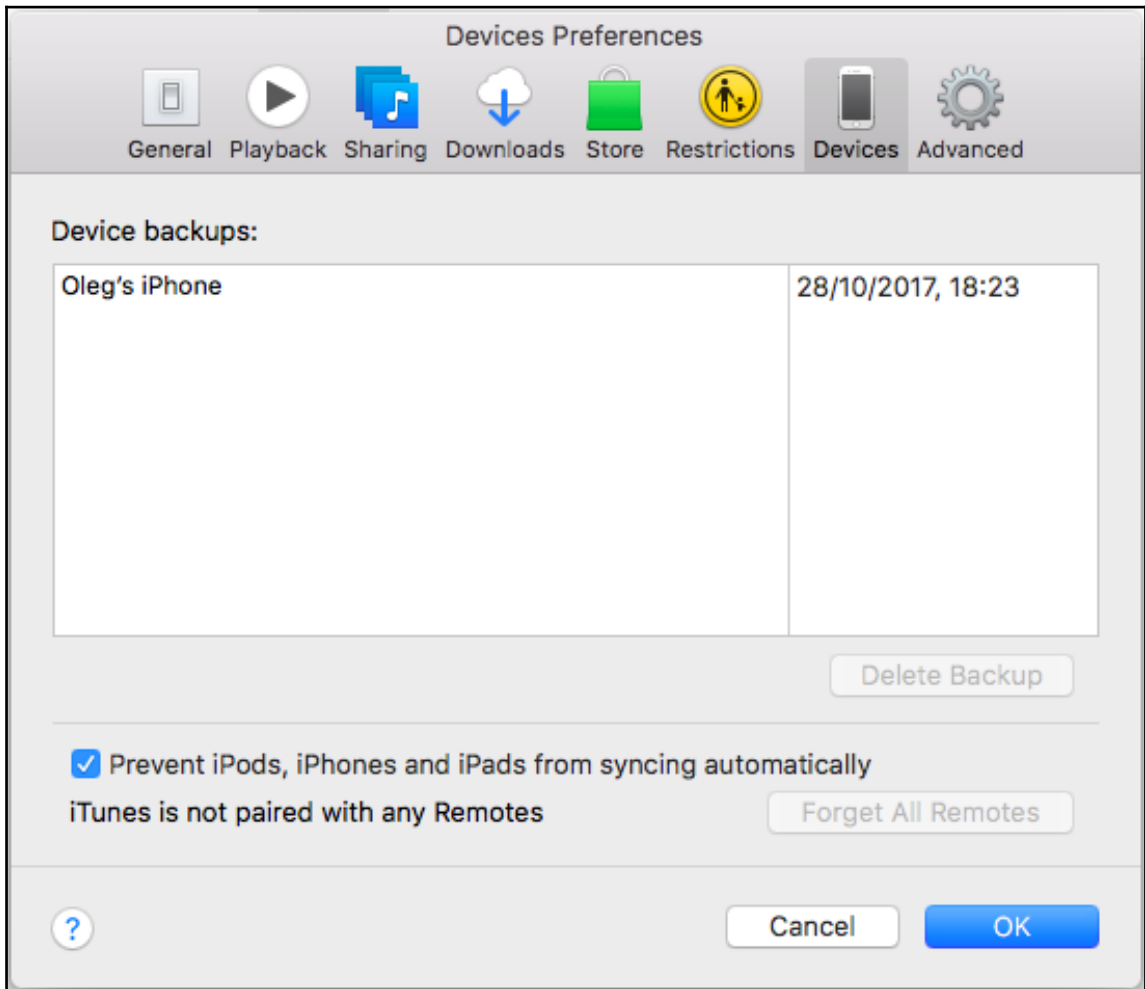 Devices Preferences
General Playback Sharing Downloads Store Restrictions Devices Advanced
Device backups:
Oleg’s iPhone 28/10/2017, 18:23
Delete Backup
Prevent iPods, iPhones and iPads from syncing automatically
iTunes is not paired with any Remotes Forget All Remotes
? Cancel OK